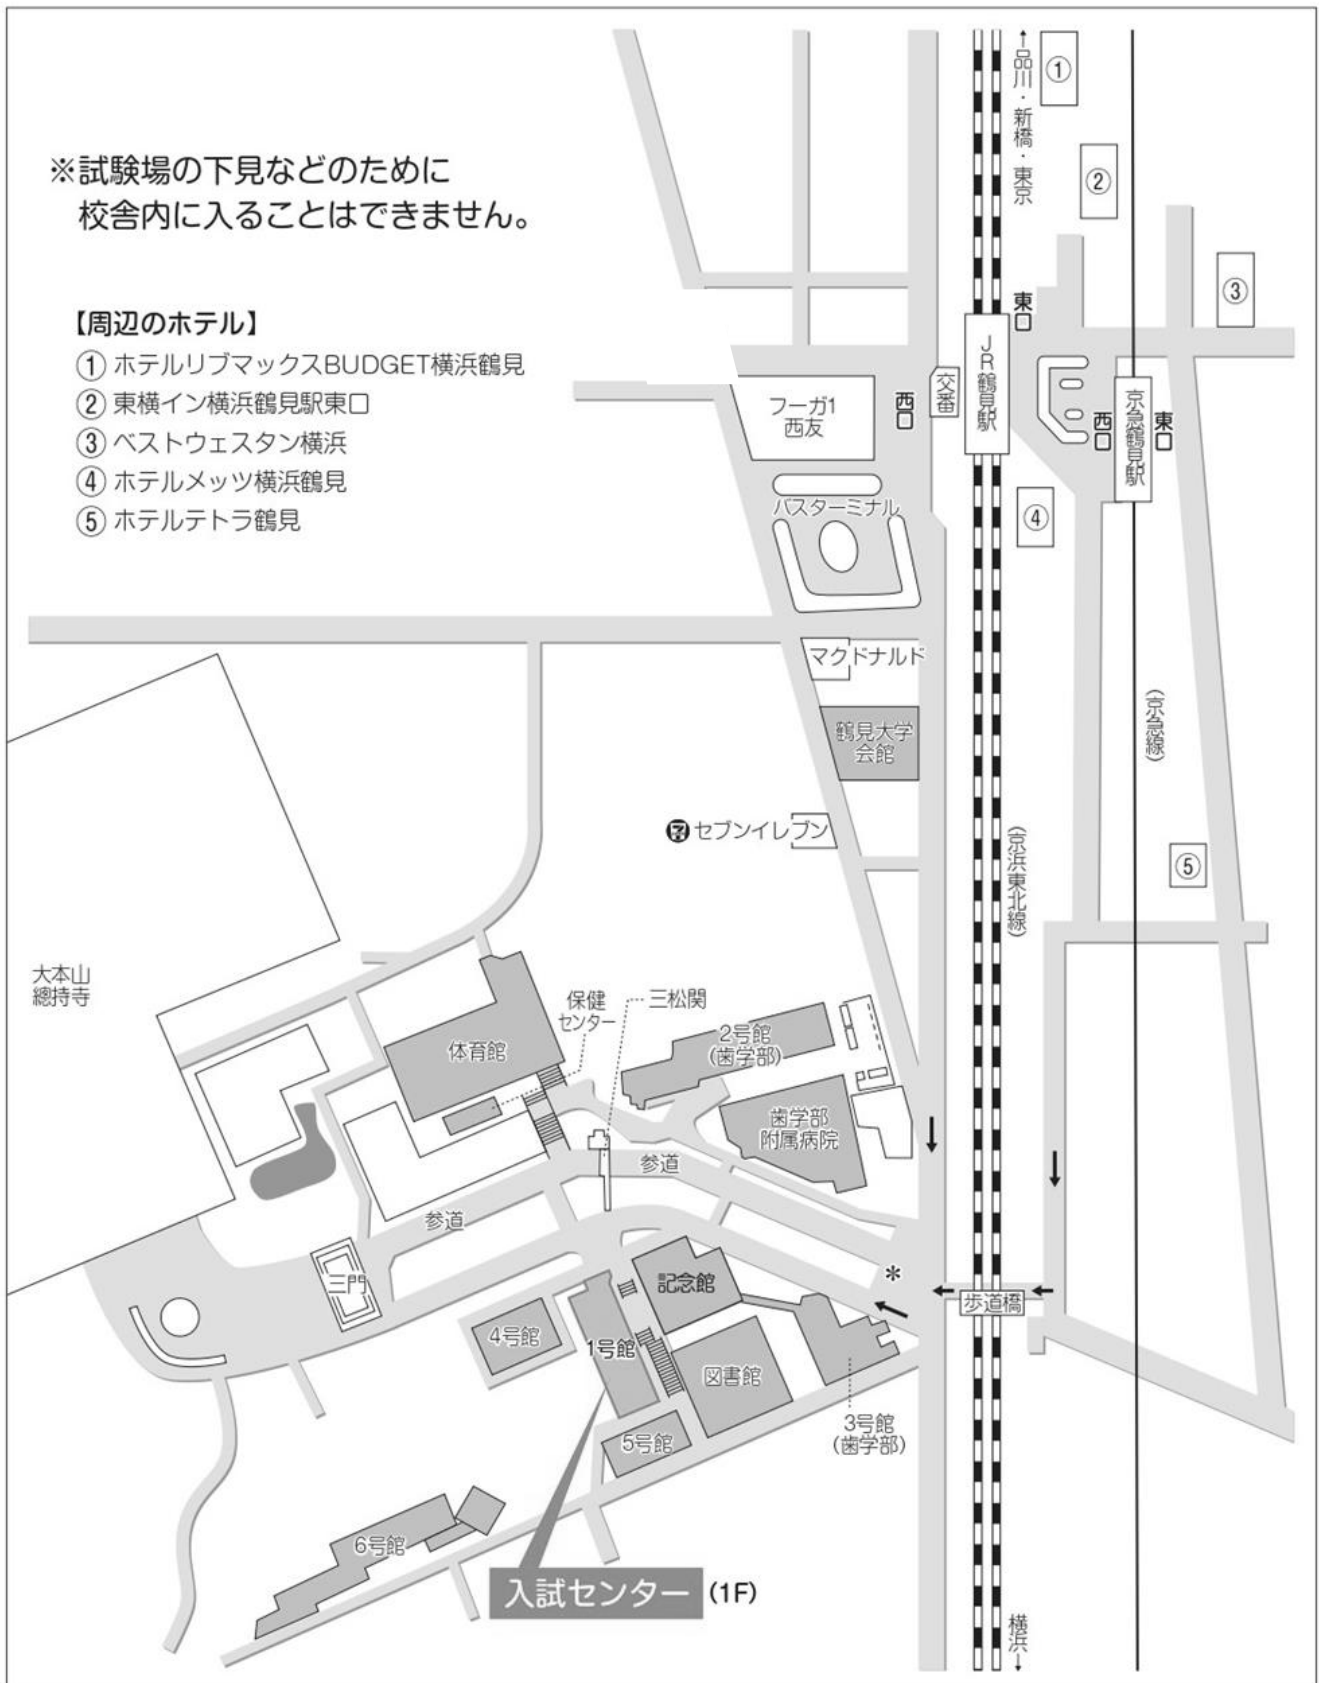 ※試験場の下見などのために
校舎内に入ることはできません。
【周辺のホテル】
① ホテルリブマックスBUDGET横浜鶴見
② 東横イン横浜鶴見駅東口
③ ベストウェスタン横浜
④ ホテルメッツ横浜鶴見
⑤ ホテルテトラ鶴見
←品川・新橋・東京
①
②
③
東口
JR鶴見駅
交番
西口
フーガ1
西友
西口
京急鶴見駅
東口
バスターミナル
④
マクドナルド
鶴見大学
会館
(京急線)
セブンイレブン
(京浜東北線)
⑤
大本山
總持寺
保健
センター
三松関
体育館
2号館
(歯学部)
歯学部
附属病院
参道
参道
三門
記念館
*
歩道橋
4号館
1号館
図書館
3号館
(歯学部)
5号館
6号館
入試センター (1F)
横浜→